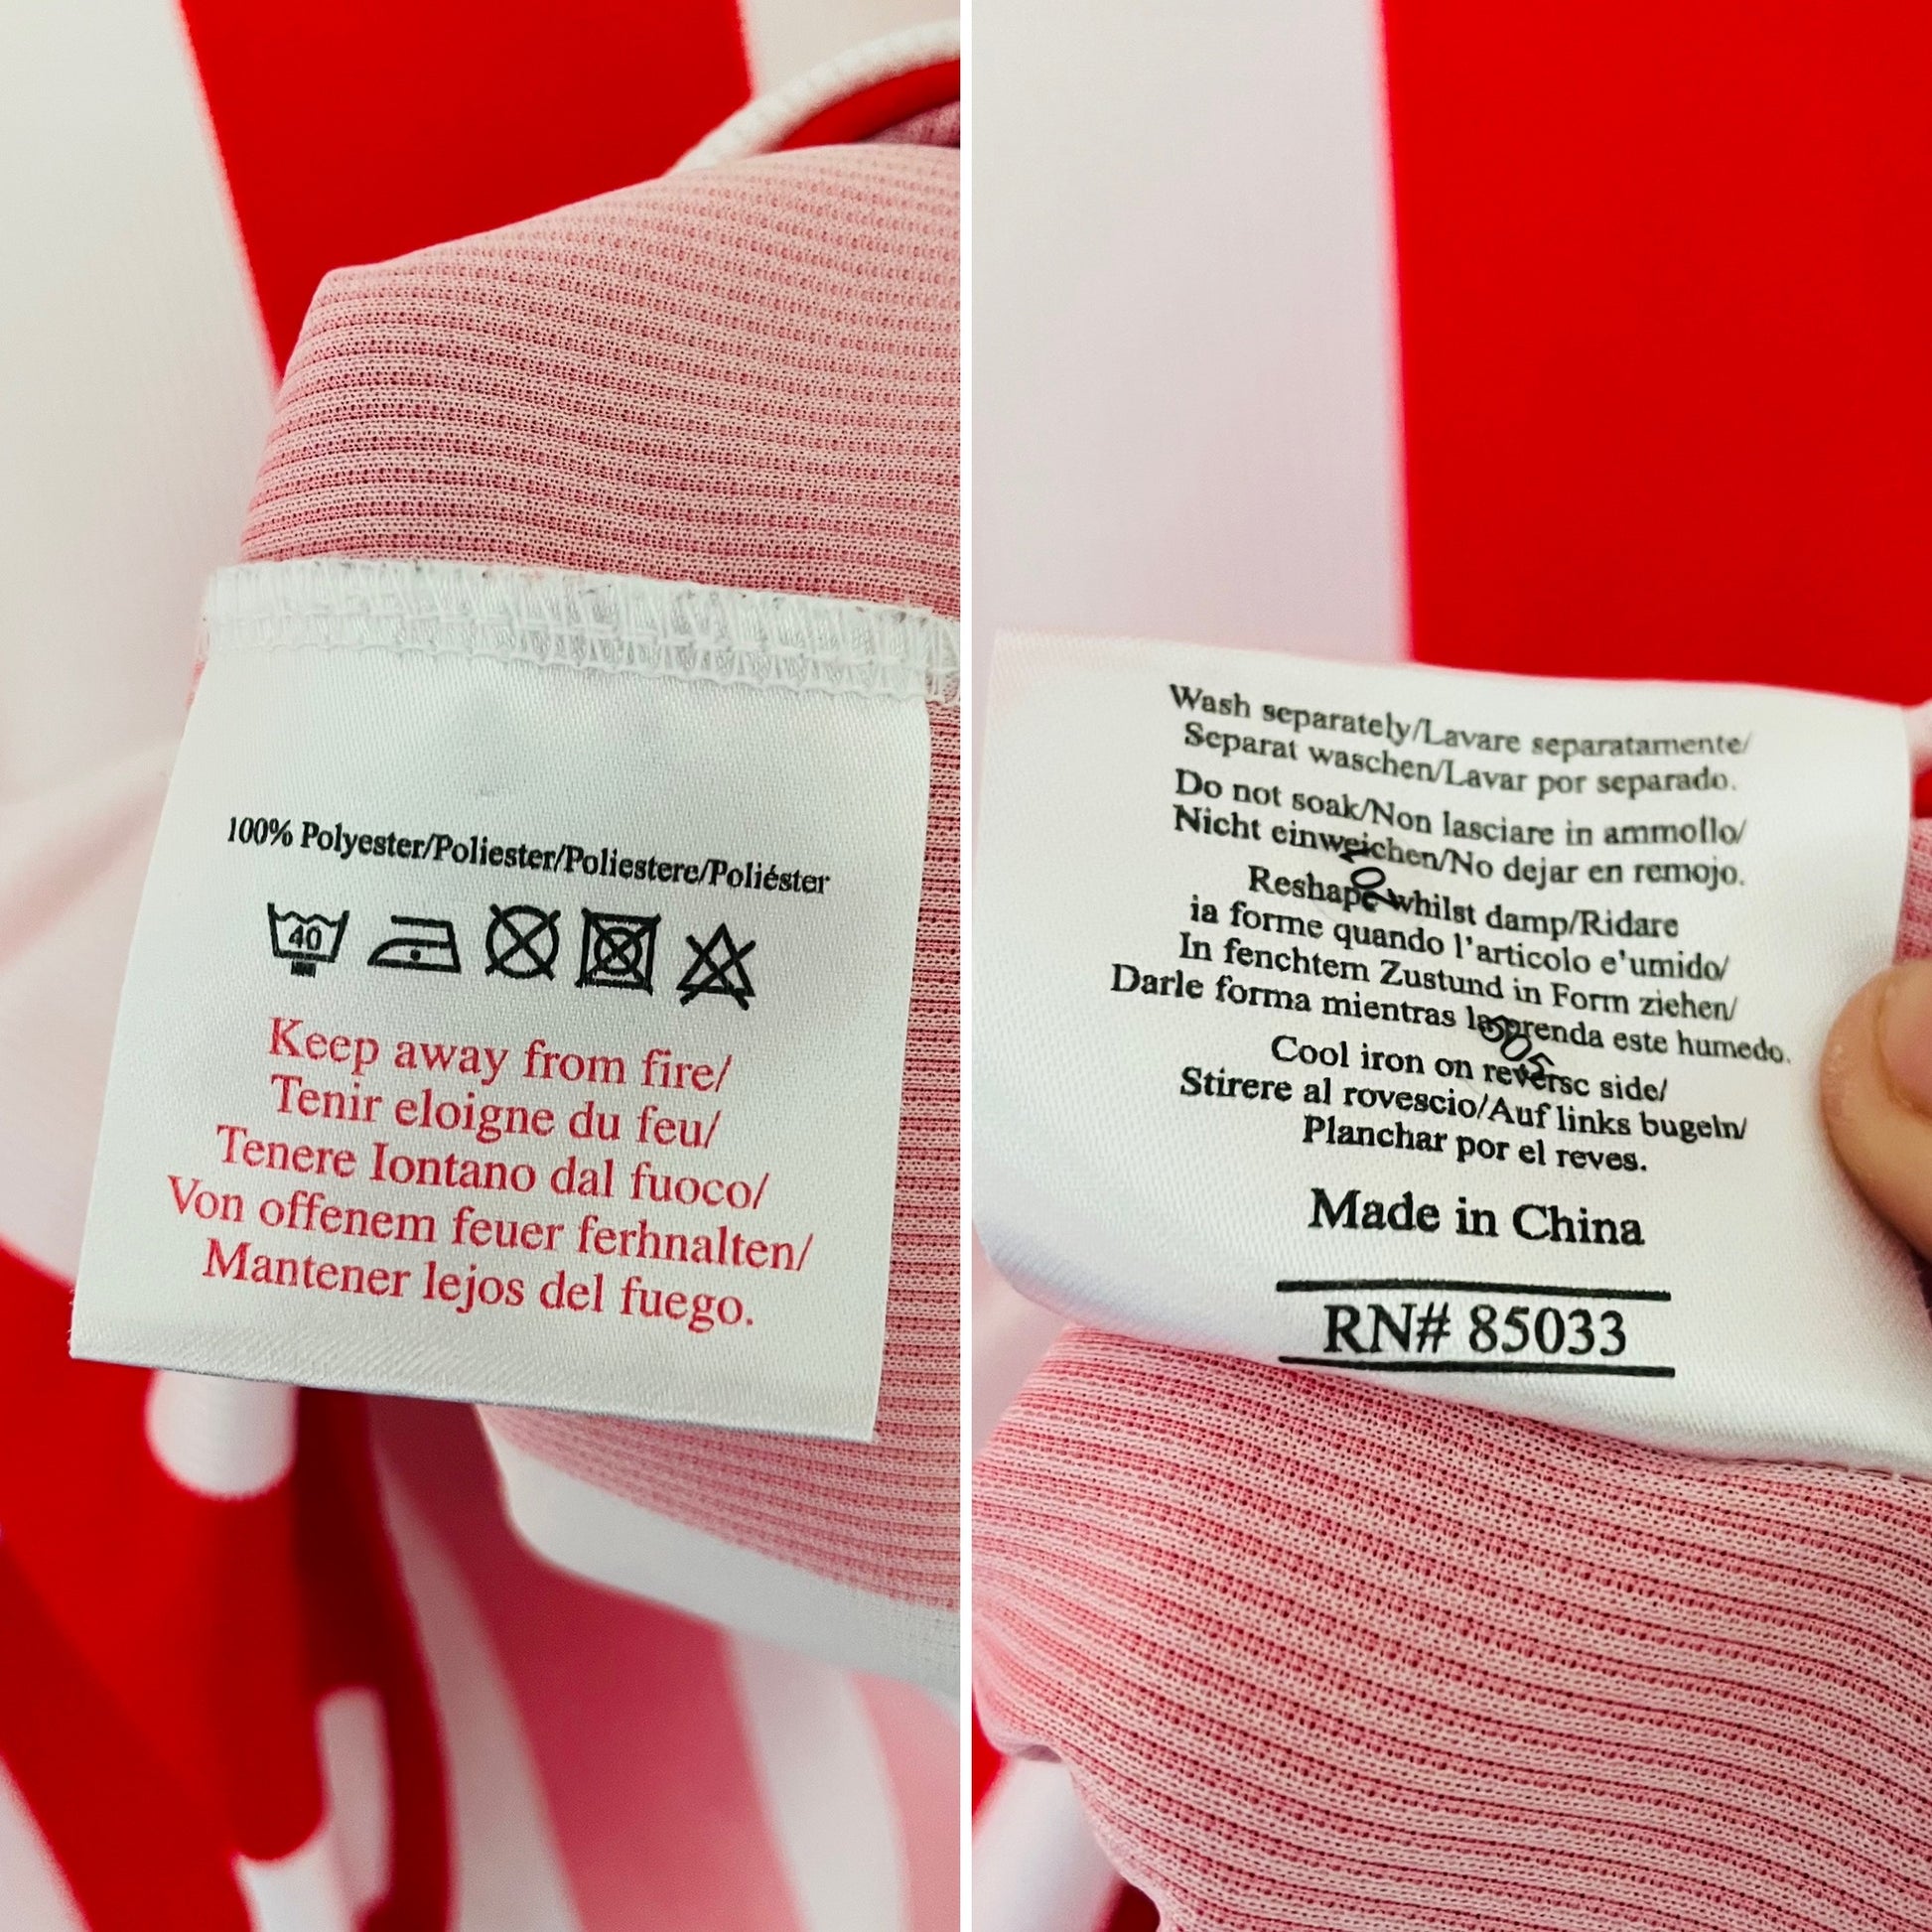 100% Polyester/Poliester/Poliestere/Poliéster
40
Keep away from fire/
Tenir eloigne du feu/
Tenere Iontano dal fuoco/
Von offenem feuer ferhnalten/
Mantener lejos del fuego.
Wash separately/Lavare separatamente/
Separat waschen/Lavar por separado.
Do not soak/Non lasciare in ammollo/
Nicht einweichen/No dejar en remojo.
Reshape whilst damp/Ridare
ia forme quando l'articolo e'umido/
In fenchtem Zustund in Form ziehen/
Darle forma mientras la prenda este humedo.
Cool iron on reversc side/
Stirere al rovescio/Auf links bugeln/
Planchar por el reves.
Made in China
RN# 85033